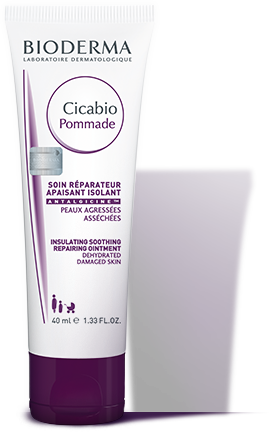 BIODERMA
LABORATOIRE DERMATOLOGIQUE
Cicabio
Pommade
SOIN RÉPARATEUR
APAISANT ISOLANT
ANTALGICINE™
PEAUX AGRESSÉES
ASSÉCHÉES
INSULATING SOOTHING
REPAIRING OINTMENT
DEHYDRATED
DAMAGED SKIN
40 ml ℮ 1.33 FL.OZ.